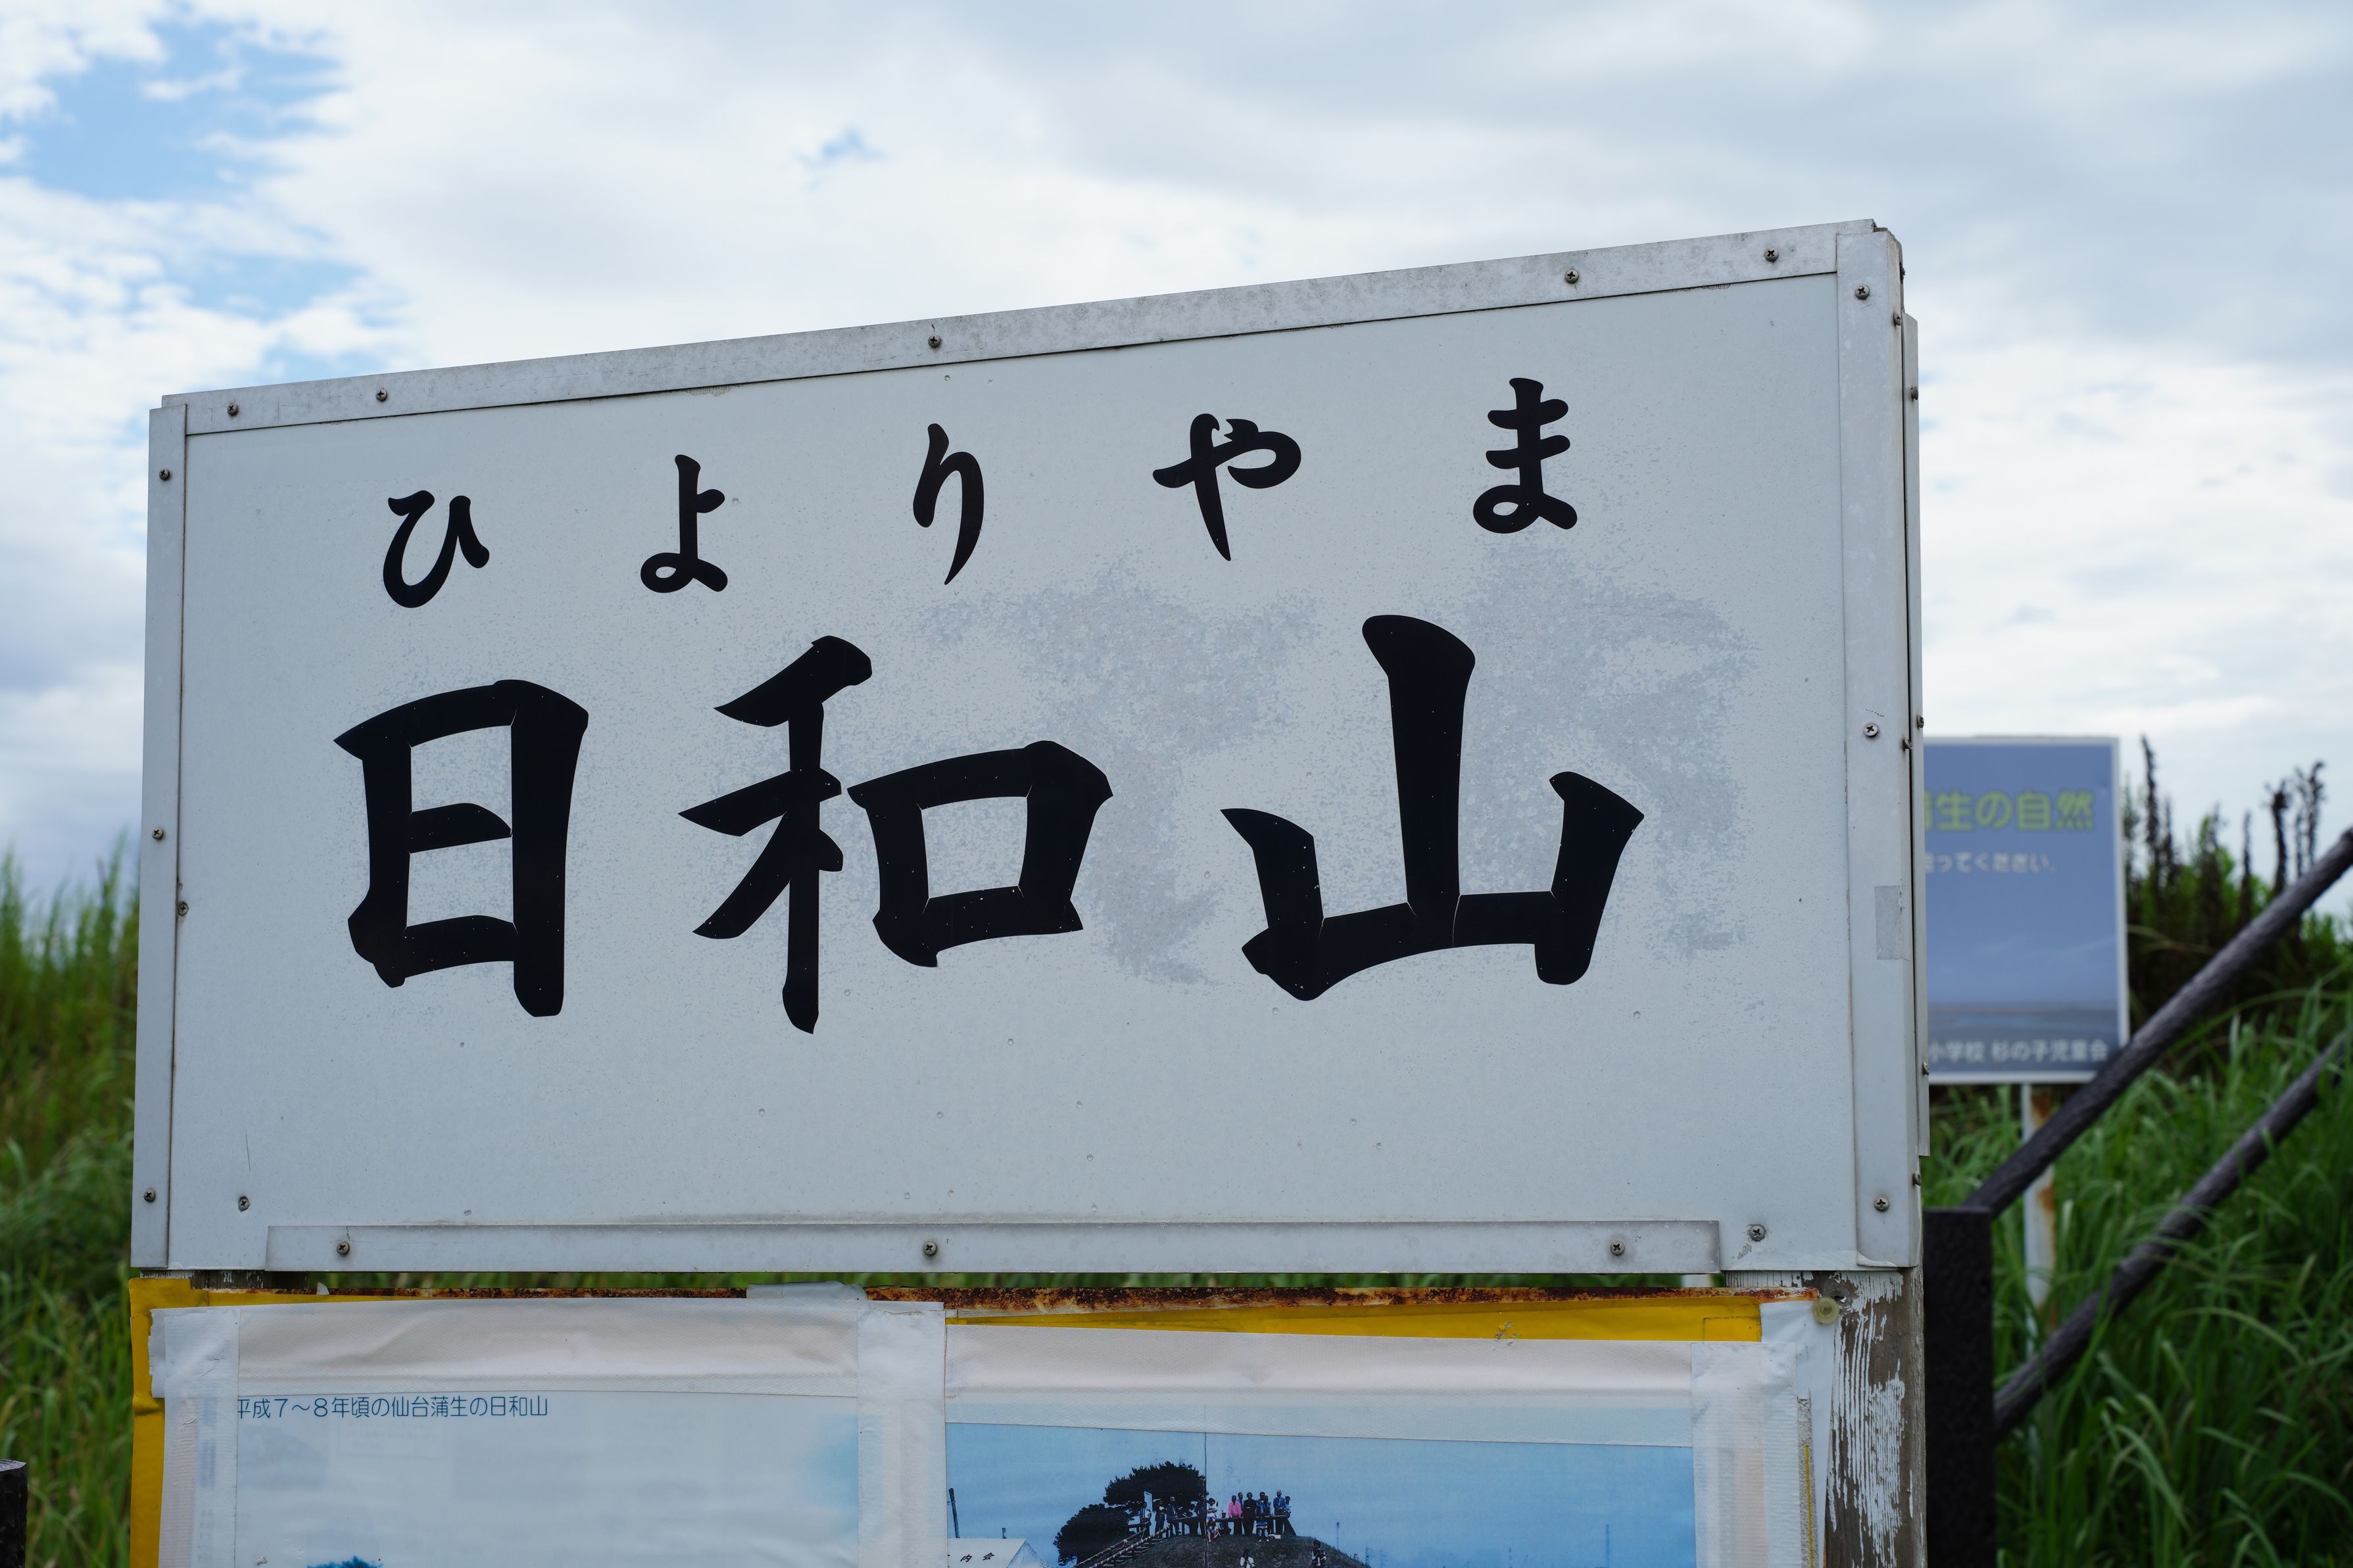 ひよりやま
日和山
生の自然
ってください。
小学校 杉の子児童会
平成7～8年頃の仙台蒲生の日和山
内会